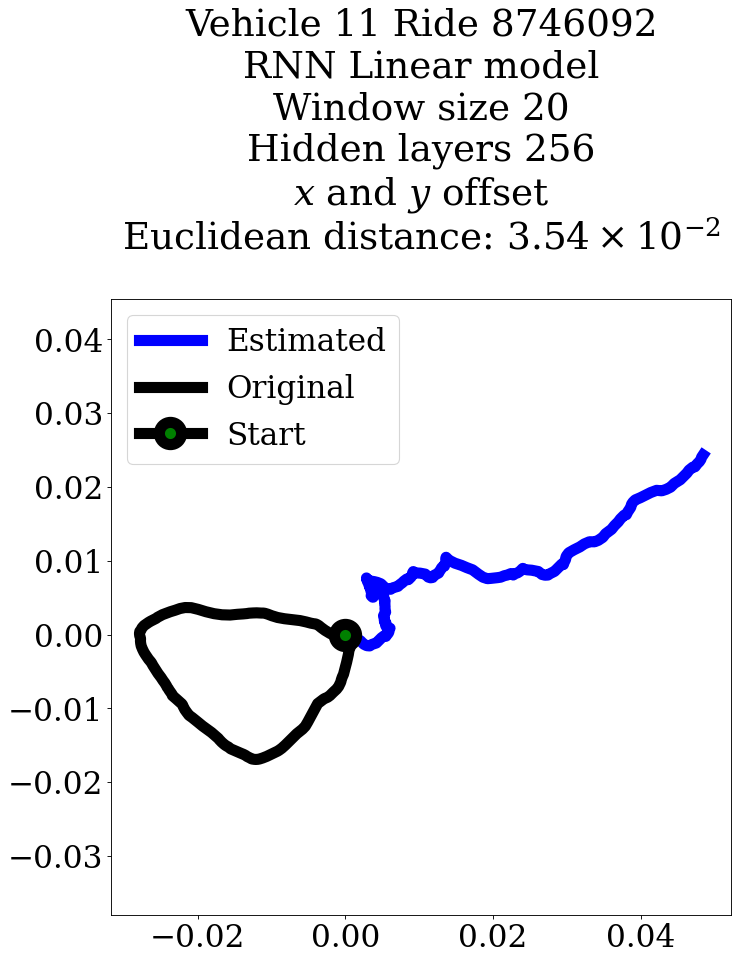 Vehicle 11 Ride 8746092
RNN Linear model
Window size 20
Hidden layers 256
x and y offset
Euclidean distance: 3.54 × 10⁻²
Estimated
Original
Start
0.04
0.03
0.02
0.01
0.00
−0.01
−0.02
−0.03
−0.02 0.00 0.02 0.04